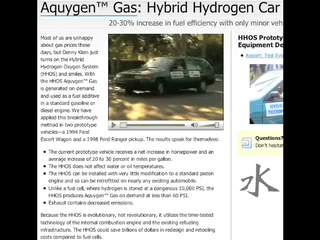 Aquygen™ Gas: Hybrid Hydrogen Car
20-30% increase in fuel efficiency with only minor veh
Most of us are unhappy
about gas prices these
days, but Denny Klein just
turns on the Hybrid
Hydrogen Oxygen System
(HHOS) and smiles. With
the HHOS Aquygen™ Gas
is generated on demand
and used as a fuel additive
in a standard gasoline or
diesel engine. We have
applied this breakthrough
method in two prototype
vehicles—a 1994 Ford
Escort Wagon and a 1998 Ford Ranger pickup. The results speak for themselves:
• The current prototype vehicle receives a net increase in horsepower and an
average increase of 20 to 30 percent in miles per gallon.
• The HHOS does not affect water or oil temperatures.
• The HHOS can be installed with very little modification to a standard piston
engine and so can be retrofitted on nearly any existing automobile.
• Unlike a fuel cell, where hydrogen is stored at a dangerous 10,000 PSI, the
HHOS produces Aquygen™ Gas on demand at less than 60 PSI.
• Exhaust contains decreased emissions.
Because the HHOS is evolutionary, not revolutionary, it utilizes the time-tested
technology of the internal combustion engine and the existing refueling
infrastructure. The HHOS could save billions of dollars in redesign and retooling
costs compared to fuel cells.
HHOS Prototy
Equipment De
• Report: Test Eve
Questions?
Don't hesitat
水